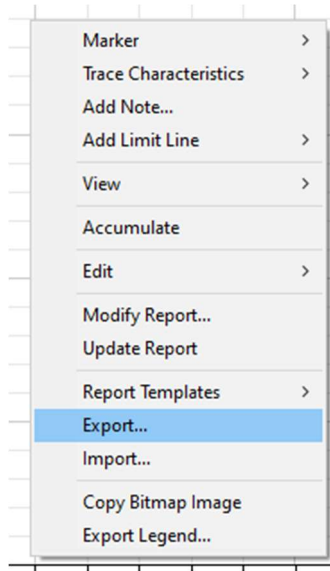 Marker
Trace Characteristics
Add Note...
Add Limit Line
View
Accumulate
Edit
Modify Report...
Update Report
Report Templates
Export...
Import...
Copy Bitmap Image
Export Legend...